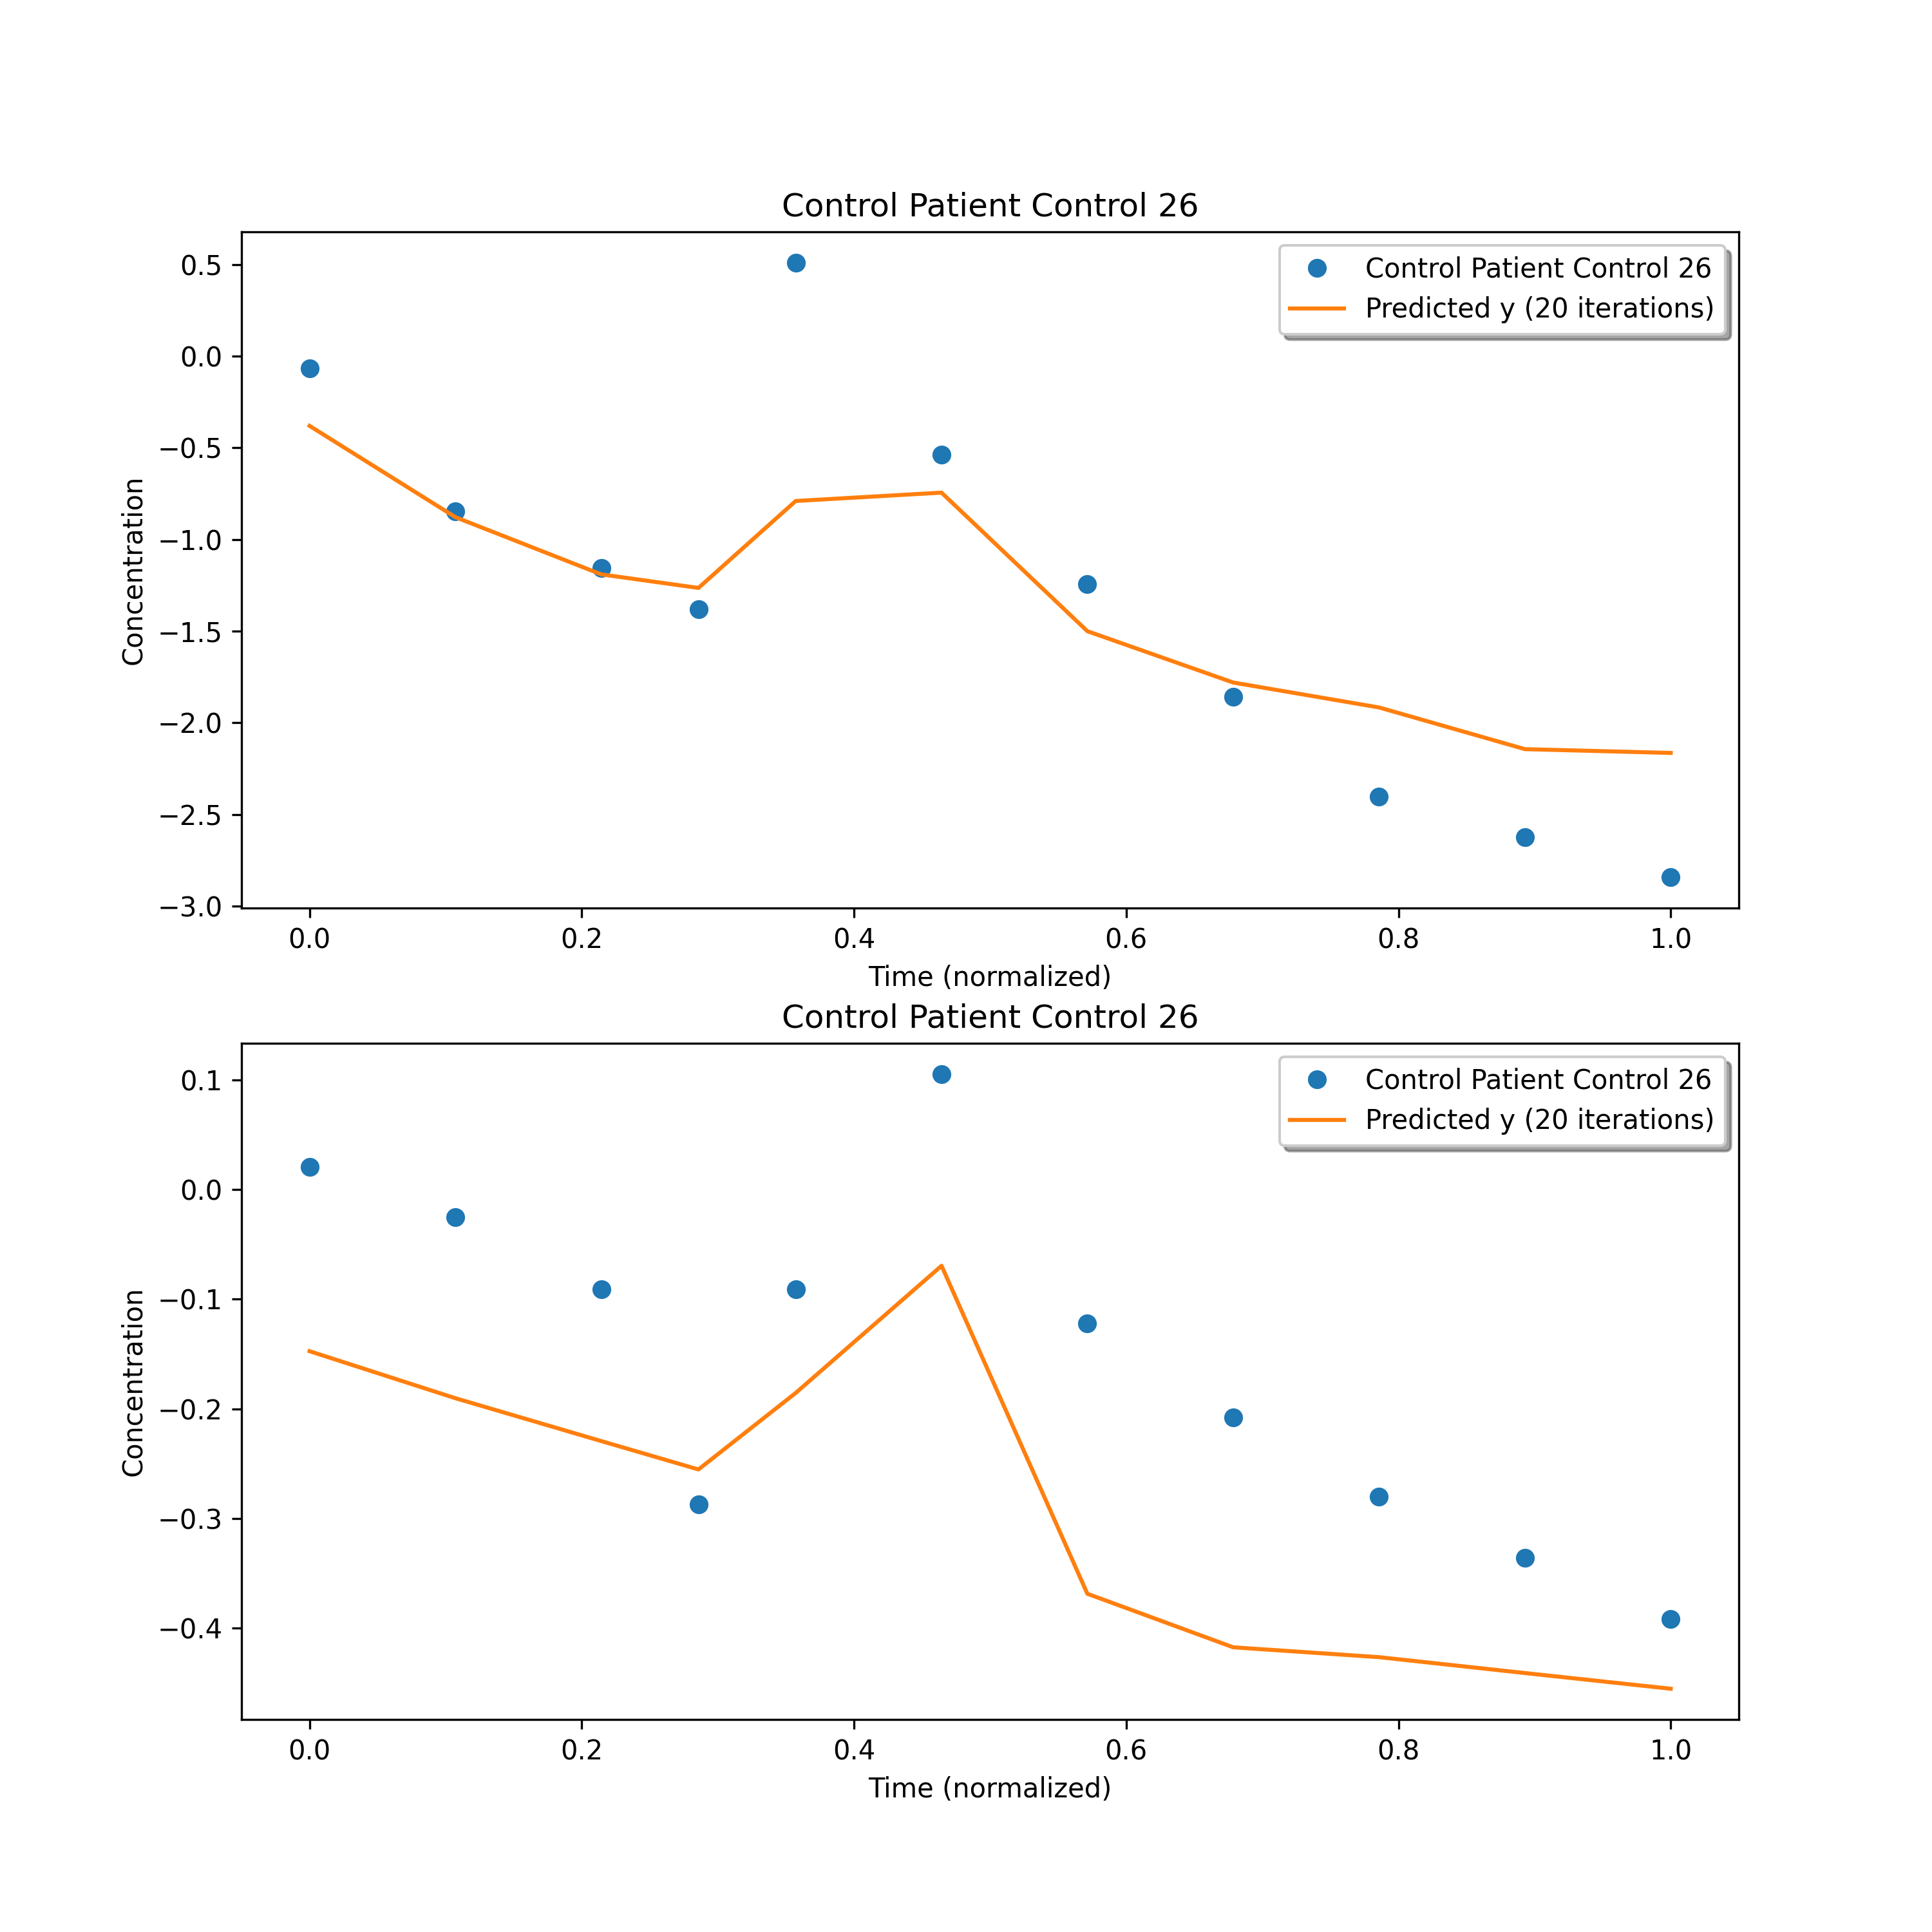 Control Patient Control 26
0.5
0.0
−0.5
−1.0
−1.5
−2.0
−2.5
−3.0
Concentration
Control Patient Control 26
Predicted y (20 iterations)
0.0 0.2 0.4 0.6 0.8 1.0
Time (normalized)
Control Patient Control 26
0.1
0.0
−0.1
−0.2
−0.3
−0.4
Concentration
Control Patient Control 26
Predicted y (20 iterations)
0.0 0.2 0.4 0.6 0.8 1.0
Time (normalized)